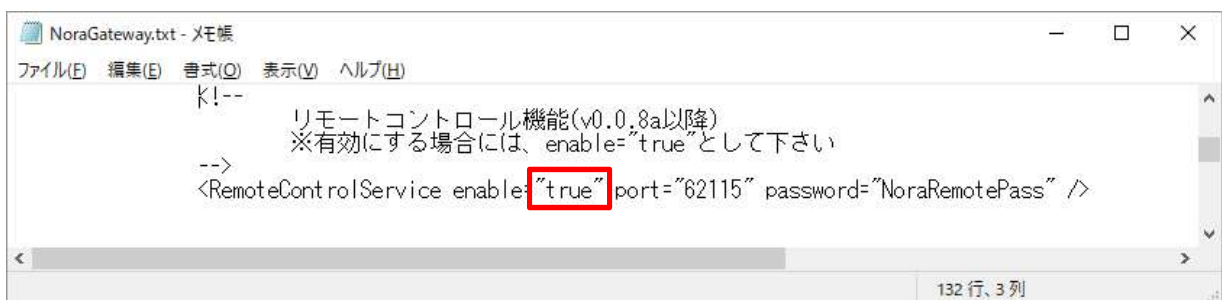 NoraGateway.txt - メモ帳
ファイル(F) 編集(E) 書式(O) 表示(V) ヘルプ(H)
<!--
リモートコントロール機能(v0.0.8a以降)
※有効にする場合には、enable="true"として下さい
-->
<RemoteControlService enable="true" port="62115" password="NoraRemotePass" />
132 行、3 列